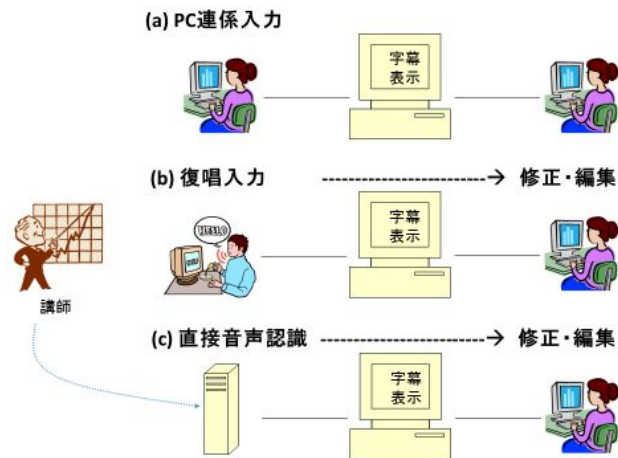 (a) PC連係入力
字幕
表示
(b) 復唱入力 ---------------------→ 修正・編集
HELLO
字幕
表示
講師
(c) 直接音声認識 ---------------------→ 修正・編集
字幕
表示